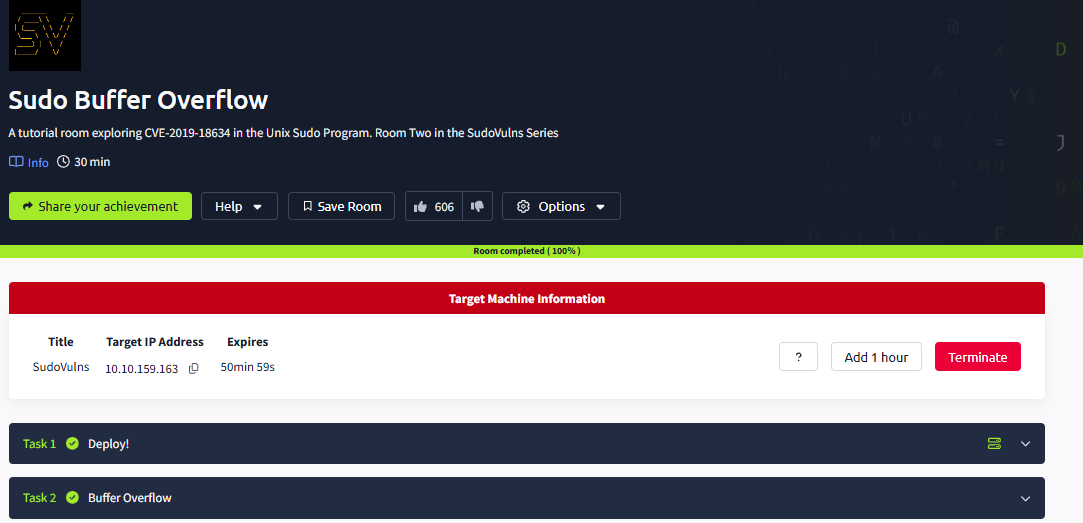 SV
Sudo Buffer Overflow
A tutorial room exploring CVE-2019-18634 in the Unix Sudo Program. Room Two in the SudoVulns Series
Info 30 min
Share your achievement Help Save Room 606 Options
Room completed ( 100% )
Target Machine Information
Title Target IP Address Expires
SudoVulns 10.10.159.163 50min 59s ? Add 1 hour Terminate
Task 1 Deploy!
Task 2 Buffer Overflow